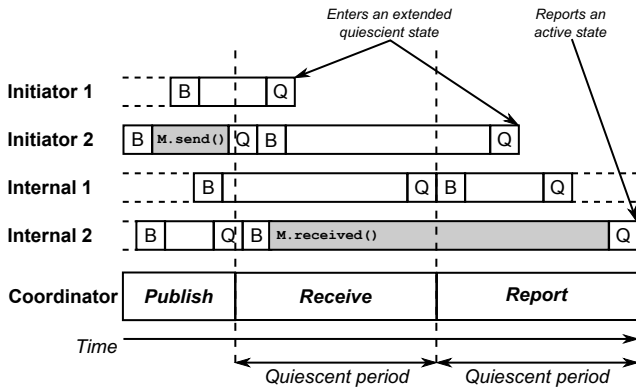 Enters an extended
quiescient state
Reports an
active state
Initiator 1
B
Q
Initiator 2
B
M.send()
Q
B
Q
Internal 1
B
Q
B
Q
Internal 2
B
Q
B
M.received()
Q
Coordinator
Publish
Receive
Report
Time
Quiescent period
Quiescent period